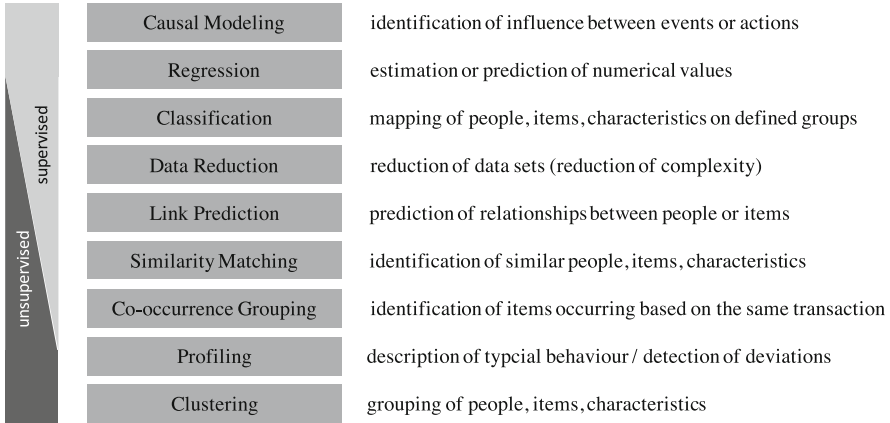 Causal Modeling identification of influence between events or actions
Regression estimation or prediction of numerical values
Classification mapping of people, items, characteristics on defined groups
Data Reduction reduction of data sets (reduction of complexity)
Link Prediction prediction of relationships between people or items
Similarity Matching identification of similar people, items, characteristics
Co-occurrence Grouping identification of items occurring based on the same transaction
Profiling description of typcial behaviour / detection of deviations
Clustering grouping of people, items, characteristics
supervised
unsupervised